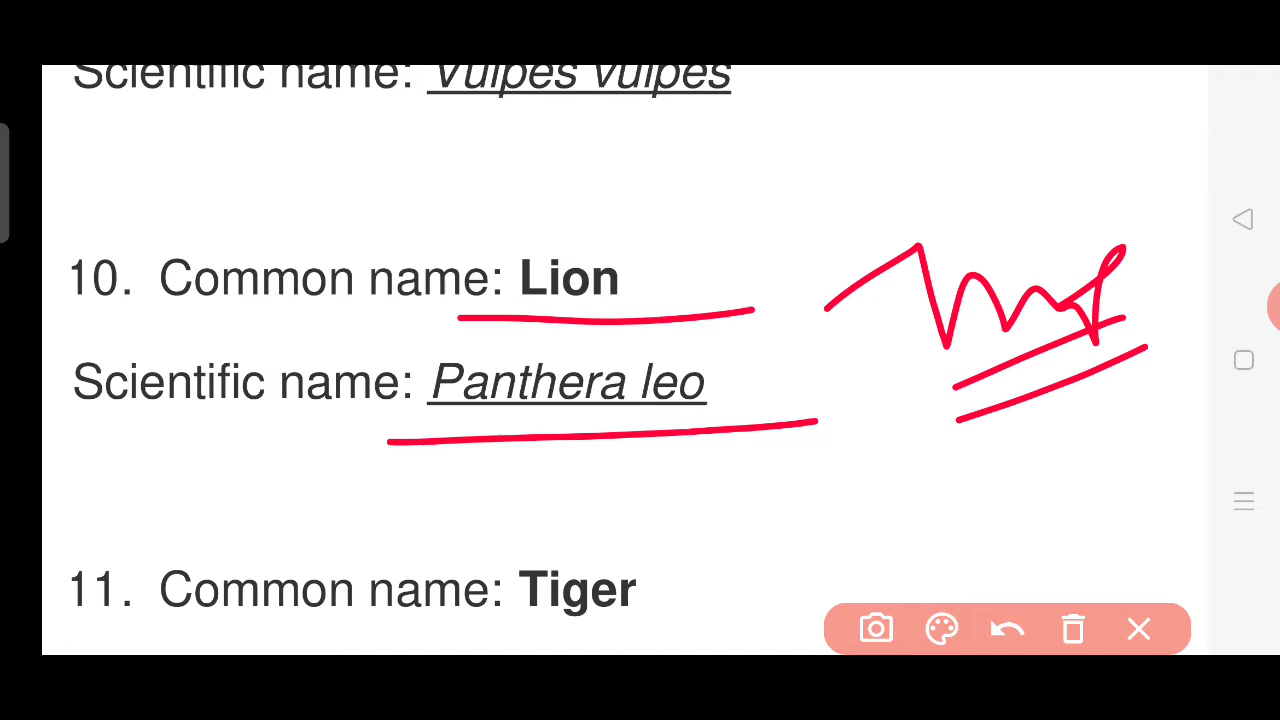 Scientific name: Vulpes vulpes
10. Common name: Lion
Scientific name: Panthera leo
11. Common name: Tiger